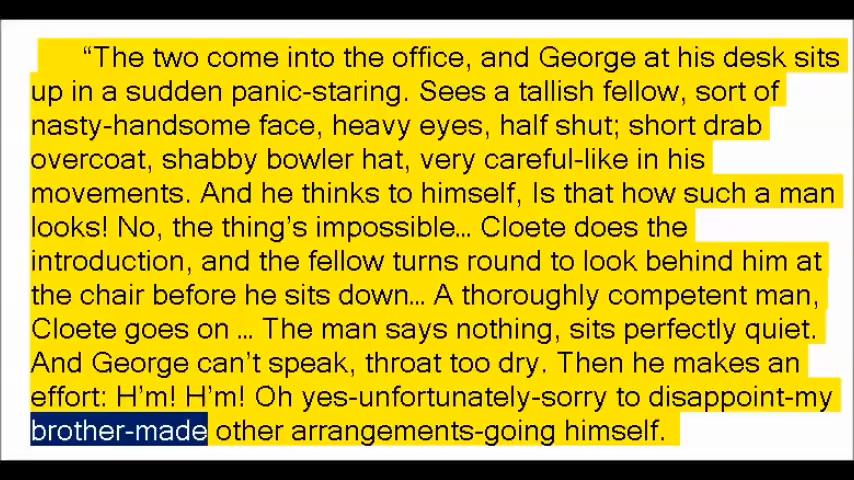 “The two come into the office, and George at his desk sits
up in a sudden panic-staring. Sees a tallish fellow, sort of
nasty-handsome face, heavy eyes, half shut; short drab
overcoat, shabby bowler hat, very careful-like in his
movements. And he thinks to himself, Is that how such a man
looks! No, the thing’s impossible... Cloete does the
introduction, and the fellow turns round to look behind him at
the chair before he sits down... A thoroughly competent man,
Cloete goes on ... The man says nothing, sits perfectly quiet.
And George can’t speak, throat too dry. Then he makes an
effort: H’m! H’m! Oh yes-unfortunately-sorry to disappoint-my
brother-made other arrangements-going himself.